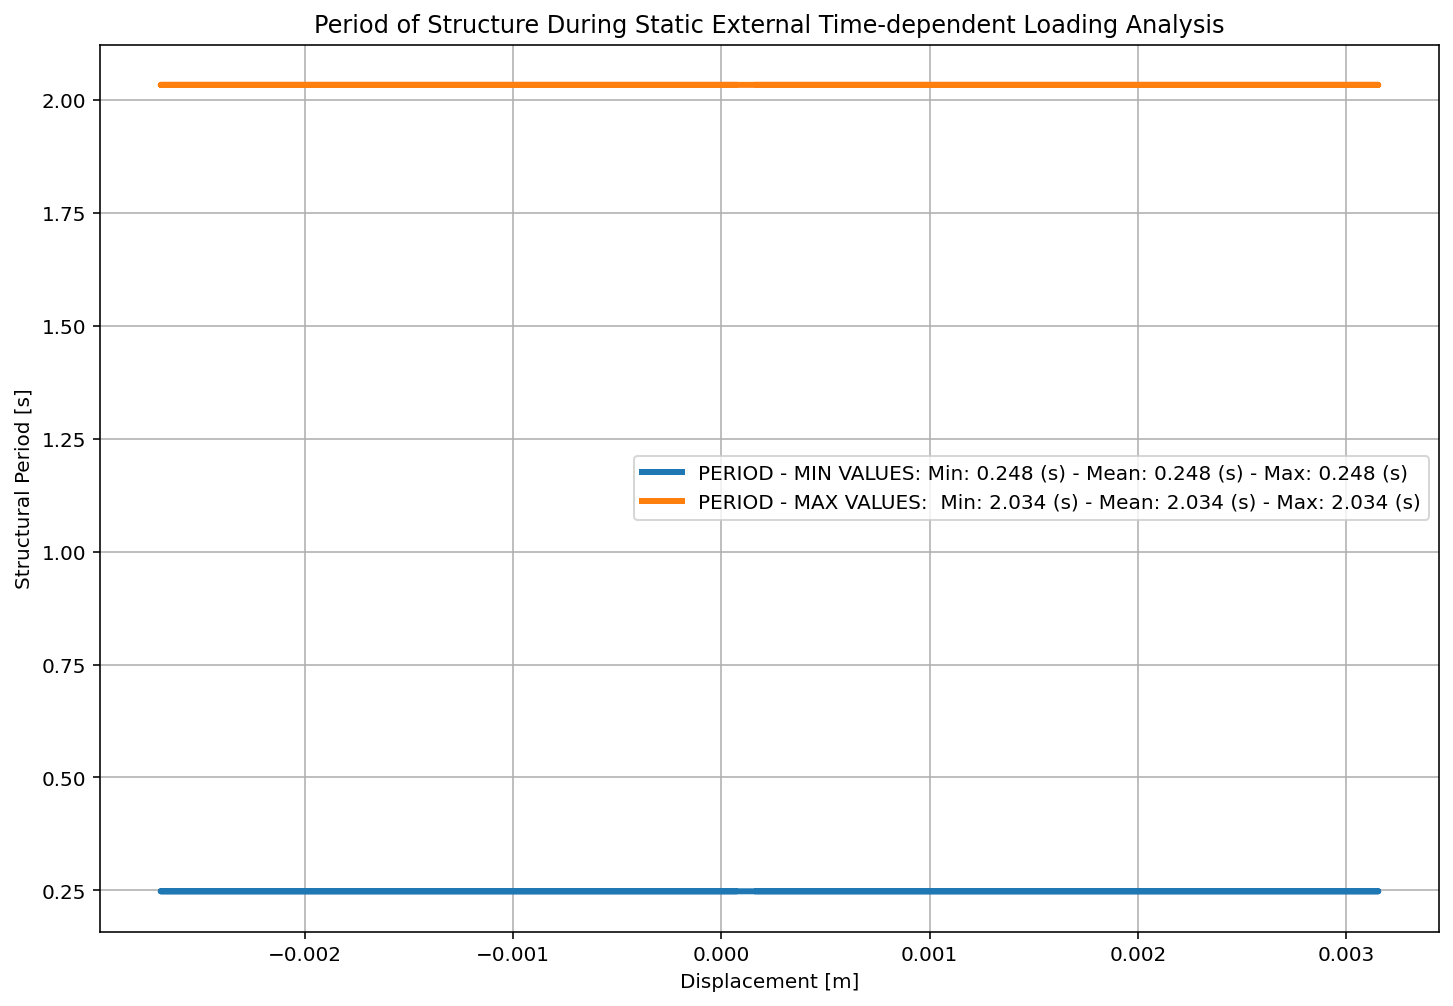 Period of Structure During Static External Time-dependent Loading Analysis
2.00
1.75
1.50
1.25
1.00
0.75
0.50
0.25
Structural Period [s]
PERIOD - MIN VALUES: Min: 0.248 (s) - Mean: 0.248 (s) - Max: 0.248 (s)
PERIOD - MAX VALUES:  Min: 2.034 (s) - Mean: 2.034 (s) - Max: 2.034 (s)
−0.002 −0.001 0.000 0.001 0.002 0.003
Displacement [m]